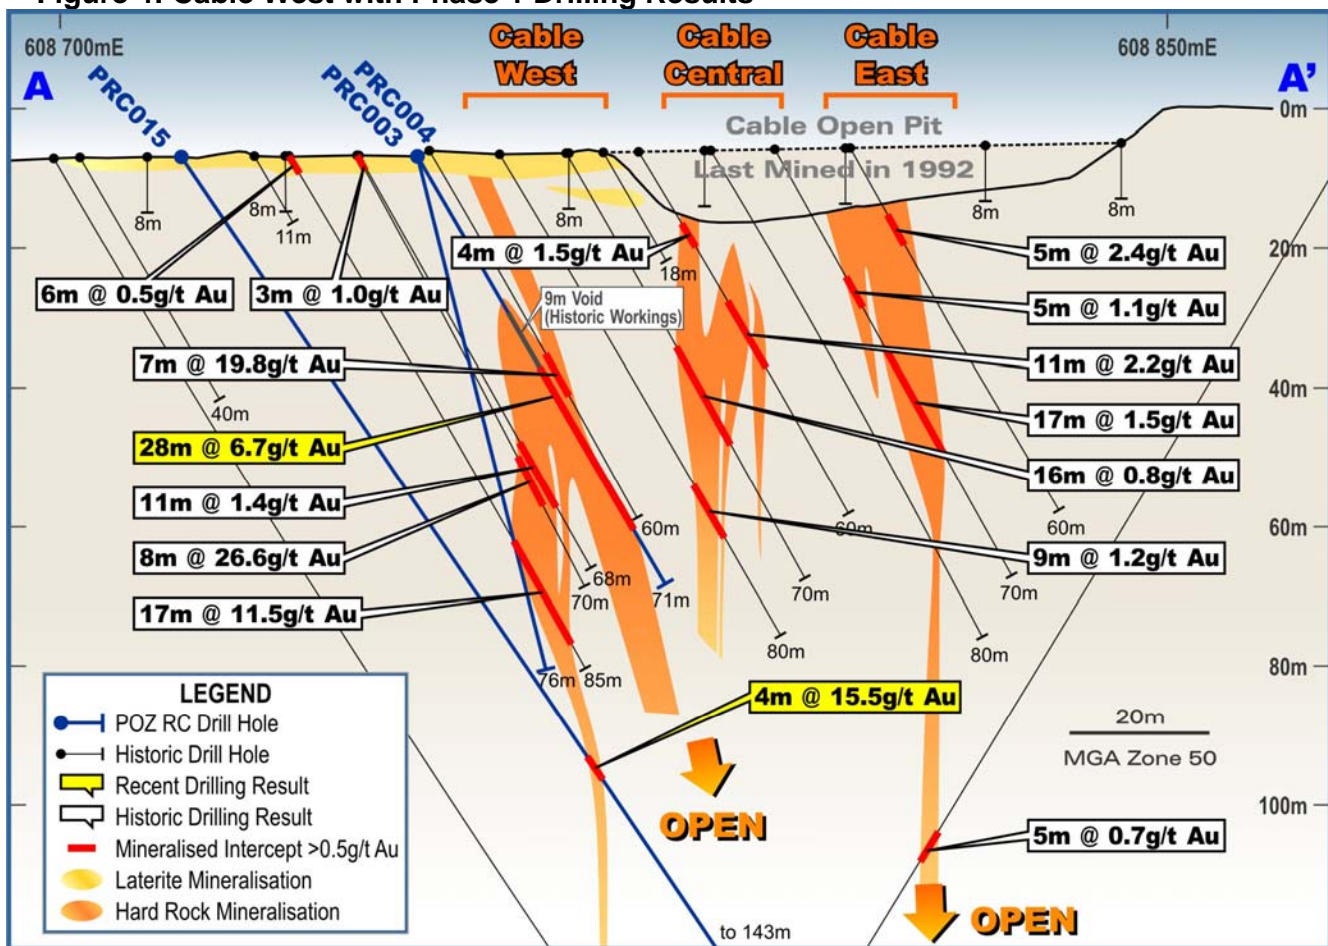 Figure 4: Cable West with Phase 1 Drilling Results
608 700mE
608 850mE
Cable
West
Cable
Central
Cable
East
A
A'
PRC015
PRC003
PRC004
0m
Cable Open Pit
Last Mined in 1992
8m
8m
11m
8m
18m
8m
8m
20m
4m @ 1.5g/t Au
5m @ 2.4g/t Au
6m @ 0.5g/t Au
3m @ 1.0g/t Au
9m Void
(Historic Workings)
5m @ 1.1g/t Au
7m @ 19.8g/t Au
11m @ 2.2g/t Au
40m
40m
17m @ 1.5g/t Au
28m @ 6.7g/t Au
16m @ 0.8g/t Au
11m @ 1.4g/t Au
60m
60m
60m
60m
8m @ 26.6g/t Au
9m @ 1.2g/t Au
68m
70m
71m
70m
70m
17m @ 11.5g/t Au
80m
80m
76m
85m
80m
4m @ 15.5g/t Au
20m
MGA Zone 50
OPEN
100m
5m @ 0.7g/t Au
OPEN
to 143m
LEGEND
POZ RC Drill Hole
Historic Drill Hole
Recent Drilling Result
Historic Drilling Result
Mineralised Intercept >0.5g/t Au
Laterite Mineralisation
Hard Rock Mineralisation